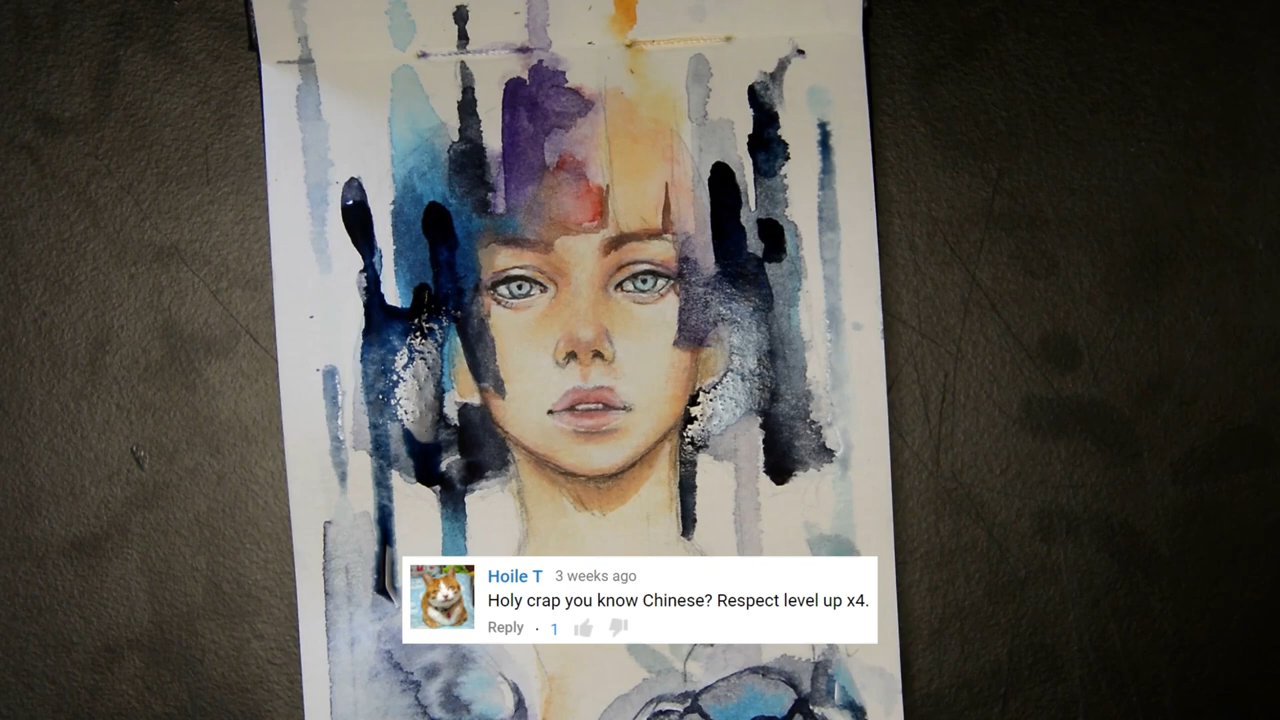 Hoile T 3 weeks ago
Holy crap you know Chinese? Respect level up x4.
Reply · 1